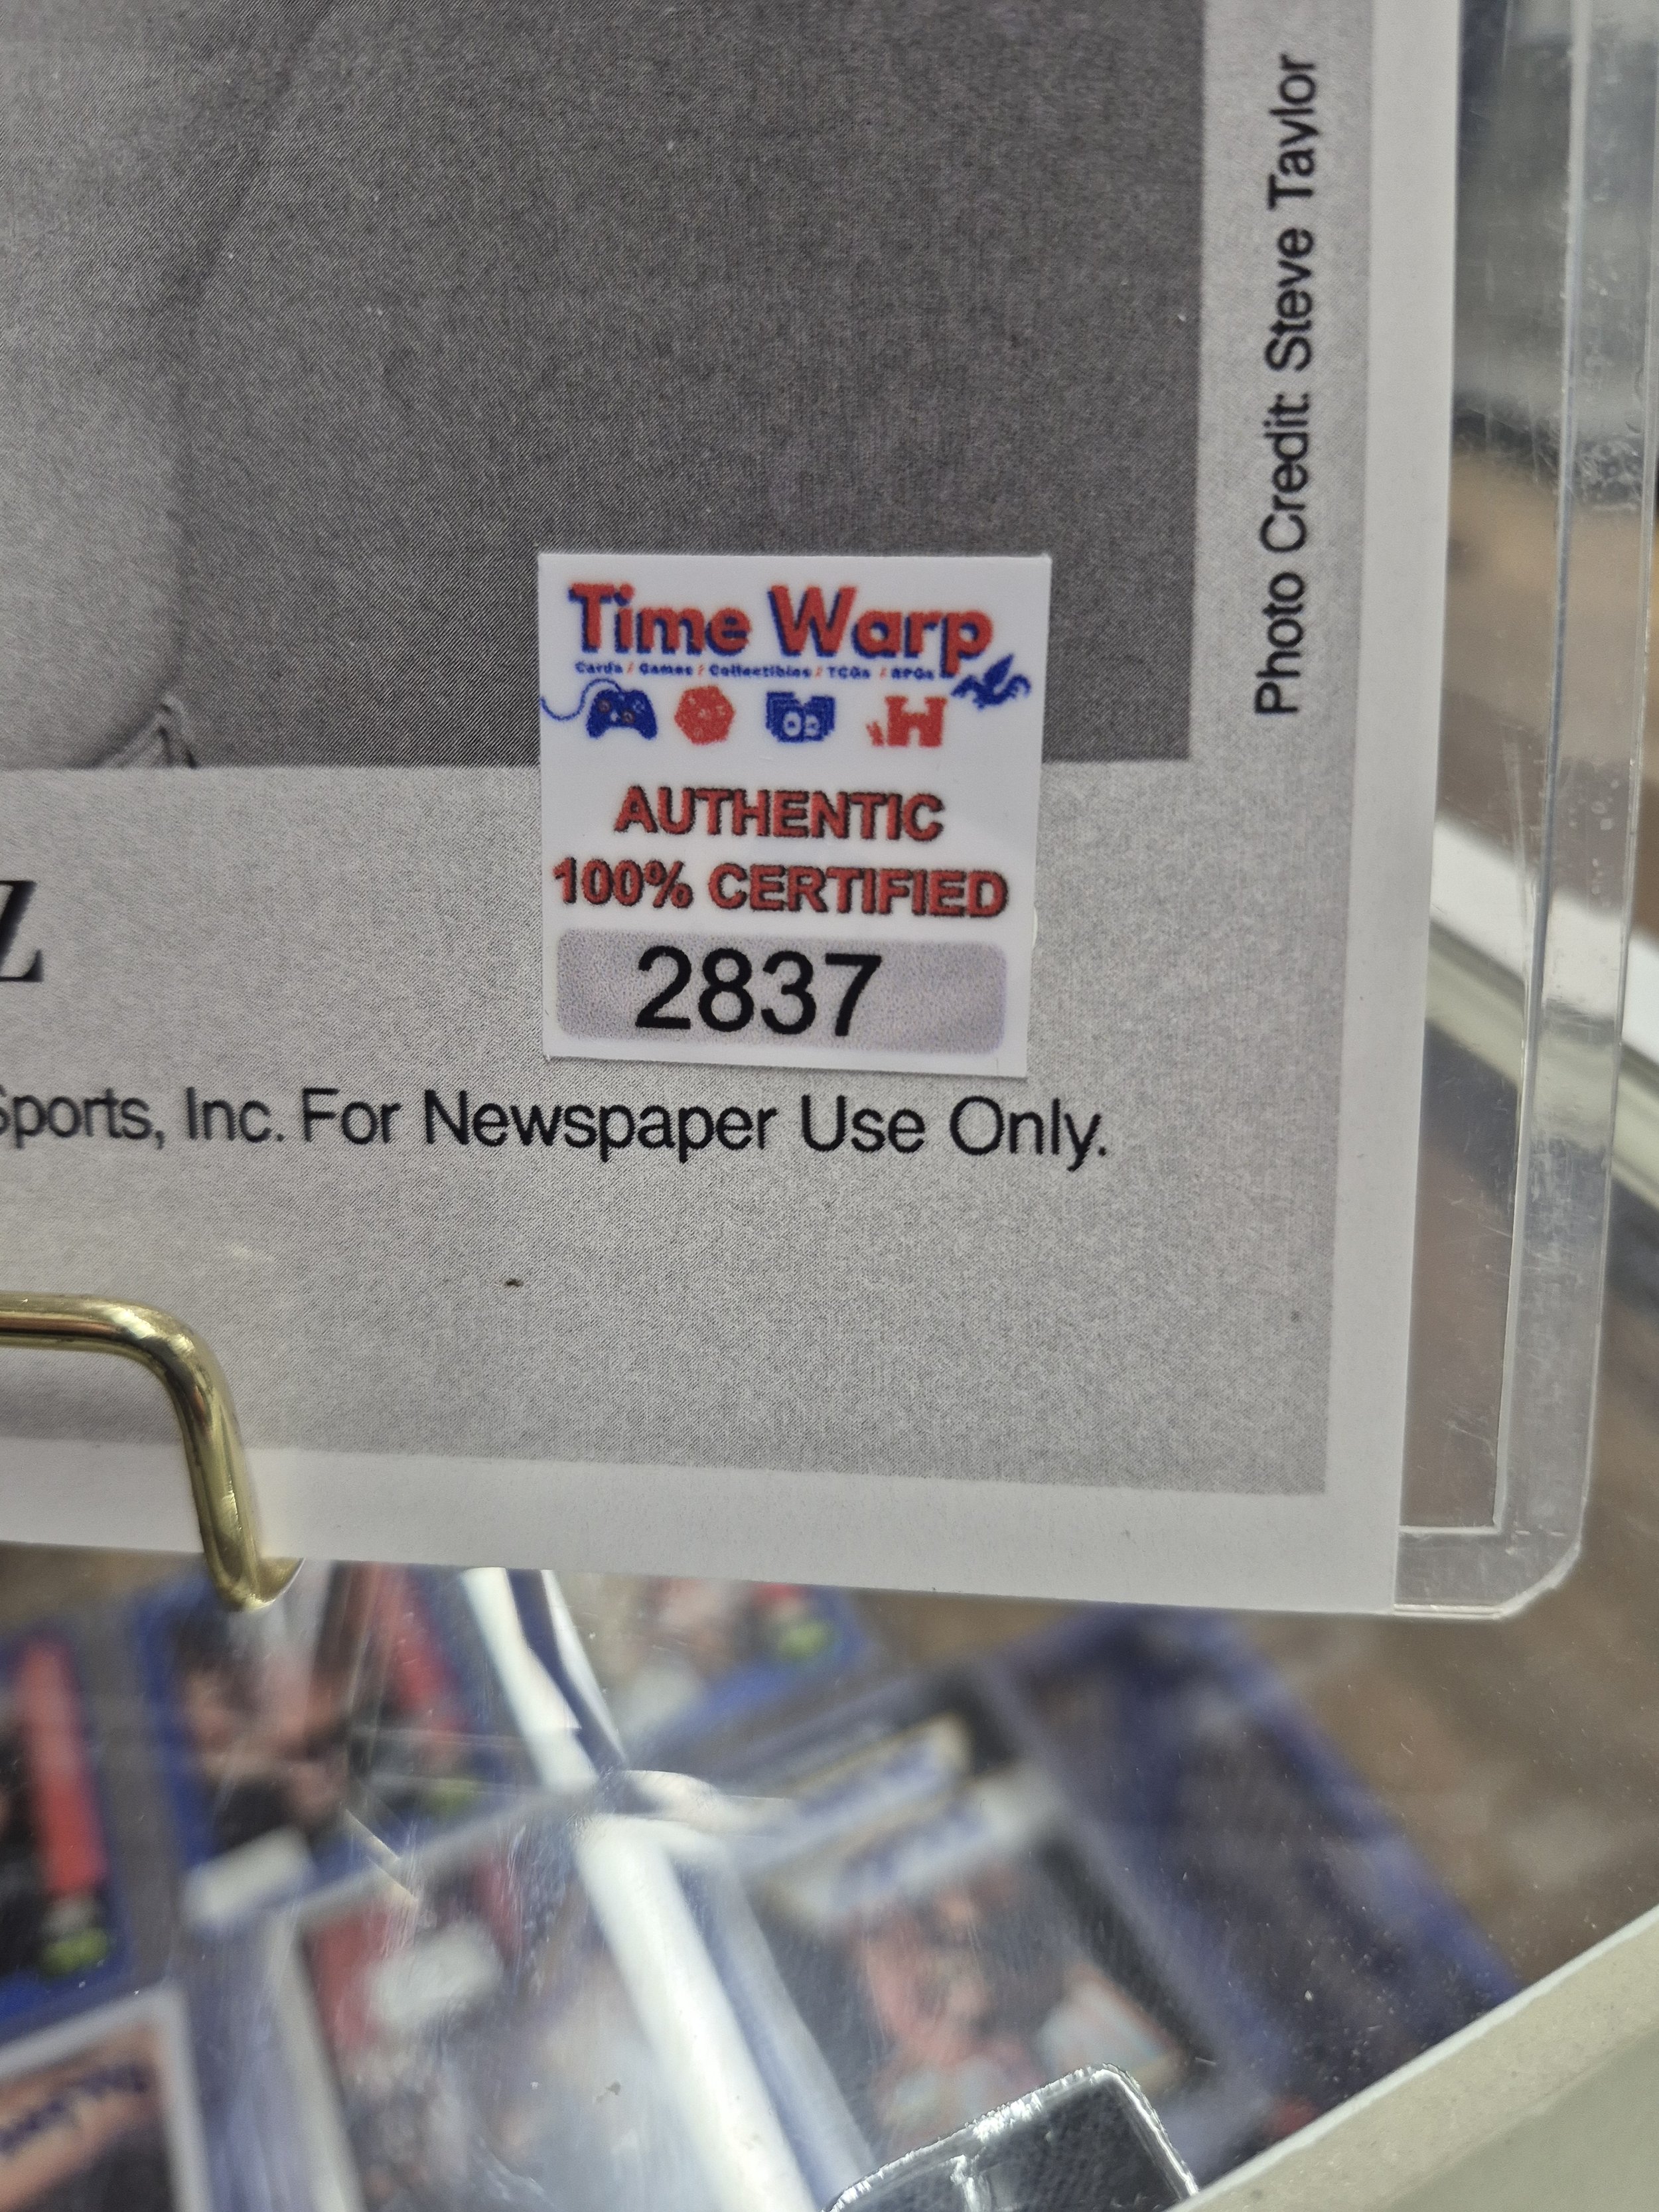 Photo Credit: Steve Taylor
Time Warp
Cards / Games / Collectibles / TCGs / RPGs
AUTHENTIC
100% CERTIFIED
2837
Z
Sports, Inc. For Newspaper Use Only.